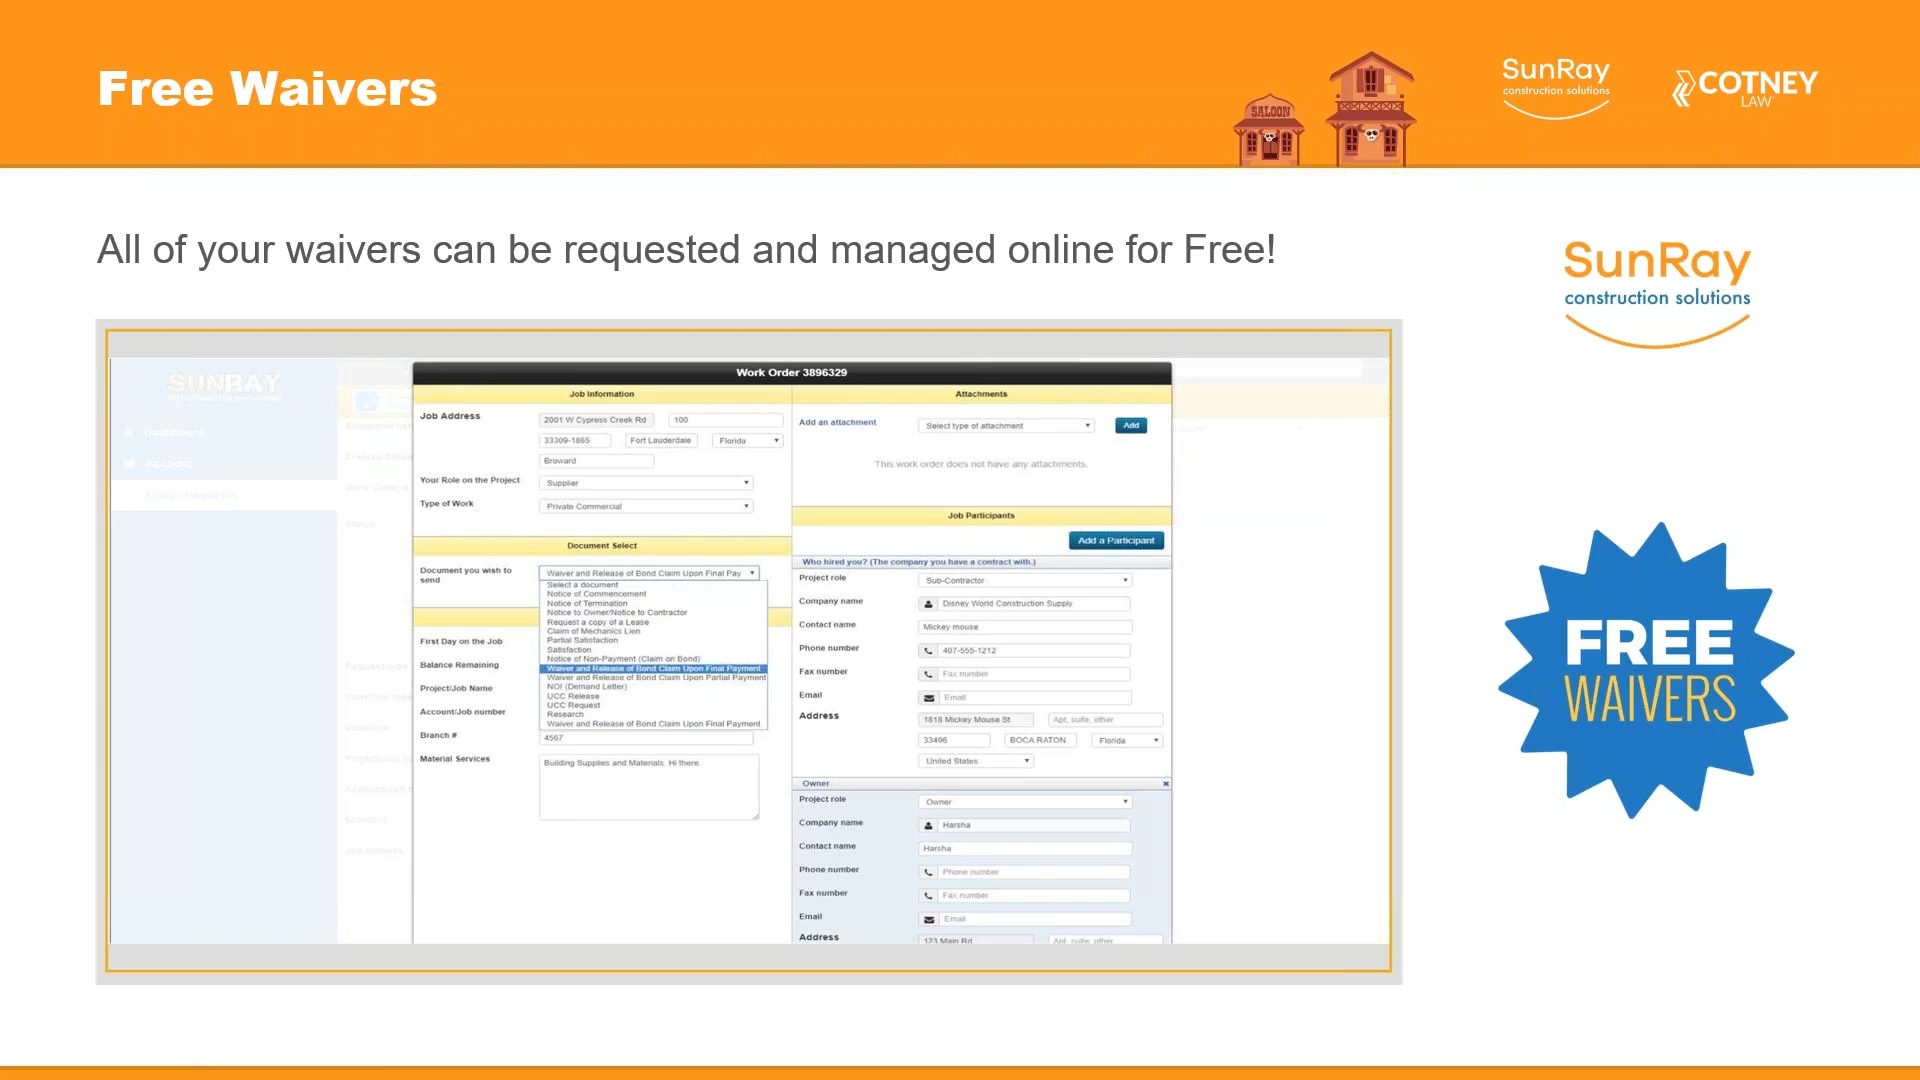 Free Waivers
SALOON
SunRay
construction solutions
COTNEY
LAW
All of your waivers can be requested and managed online for Free!
SunRay
construction solutions
FREE
WAIVERS
SUNRAY
Dashboard
Account
Work Order 3896329
Job Information
Job Address
2001 W Cypress Creek Rd
100
33309-1865
Fort Lauderdale
Florida
Broward
Your Role on the Project
Supplier
Type of Work
Private Commercial
Document Select
Document you wish to
send
Waiver and Release of Bond Claim Upon Final Pay
Select a document
Notice of Commencement
Notice of Termination
Notice to Owner/Notice to Contractor
Request a copy of a Lease
Claim of Mechanics Lien
Partial Satisfaction
Satisfaction
Notice of Non-Payment (Claim on Bond)
Waiver and Release of Bond Claim Upon Final Payment
Waiver and Release of Bond Claim Upon Partial Payment
NOI (Demand Letter)
UCC Release
UCC Request
Research
Waiver and Release of Bond Claim Upon Final Payment
First Day on the Job
Balance Remaining
Project/Job Name
Account/Job number
Branch #
4567
Material Services
Building Supplies and Materials. Hi there.
Attachments
Add an attachment
Select type of attachment
Add
This work order does not have any attachments.
Job Participants
Add a Participant
Who hired you? (The company you have a contract with.)
Project role
Sub-Contractor
Company name
Disney World Construction Supply
Contact name
Mickey mouse
Phone number
407-555-1212
Fax number
Fax number
Email
Email
Address
1818 Mickey Mouse St
Apt, suite, other
33496
BOCA RATON
Florida
United States
Owner
Project role
Owner
Company name
Harsha
Contact name
Harsha
Phone number
Phone number
Fax number
Fax number
Email
Email
Address
123 Main Rd
Apt, suite, other